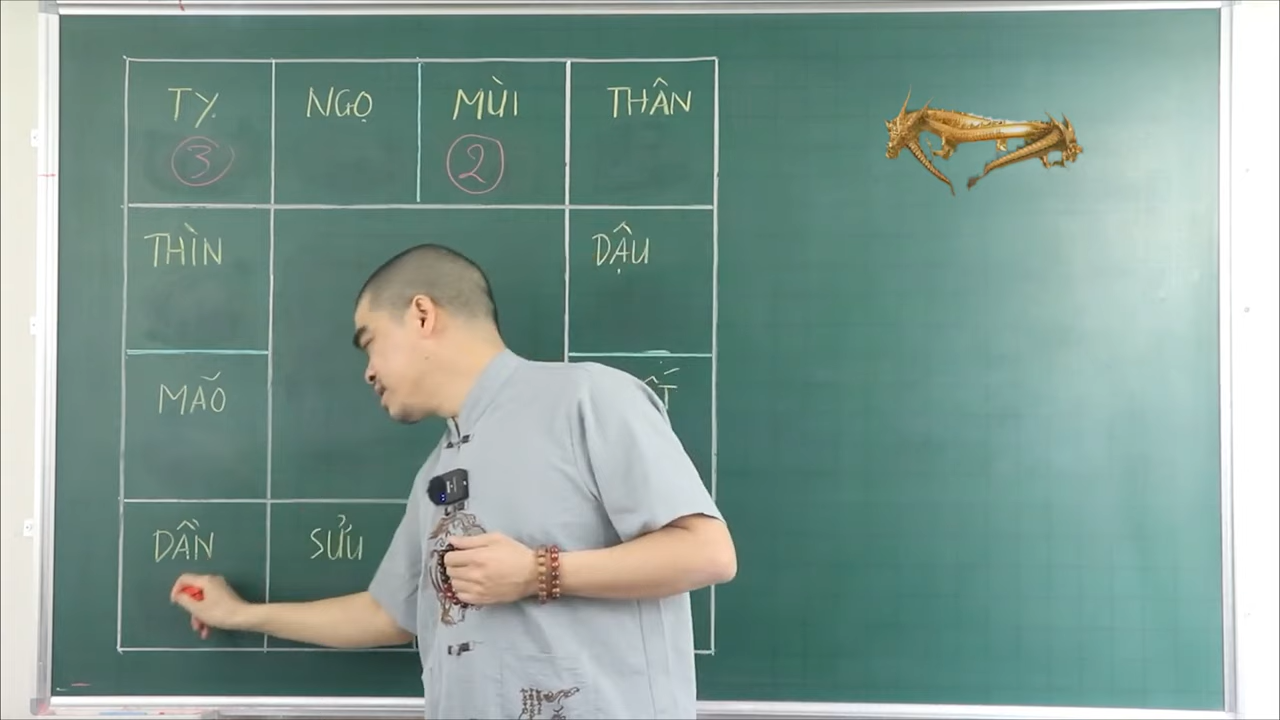 TỴ NGỌ MÙI THÂN
3 2
THÌN DẬU
MÃO
DẦN SỬU